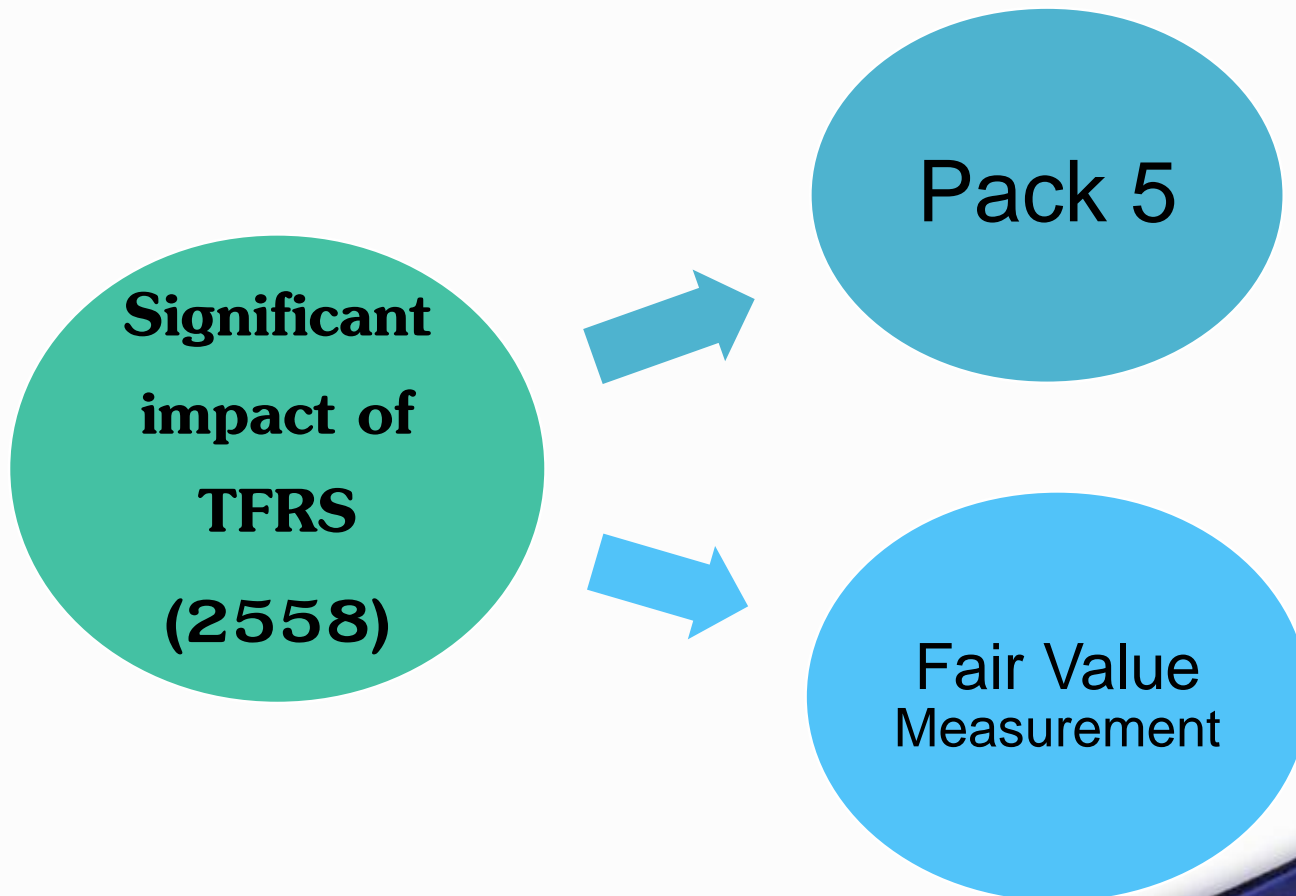 Significant
impact of
TFRS
(2558)
Pack 5
Fair Value
Measurement